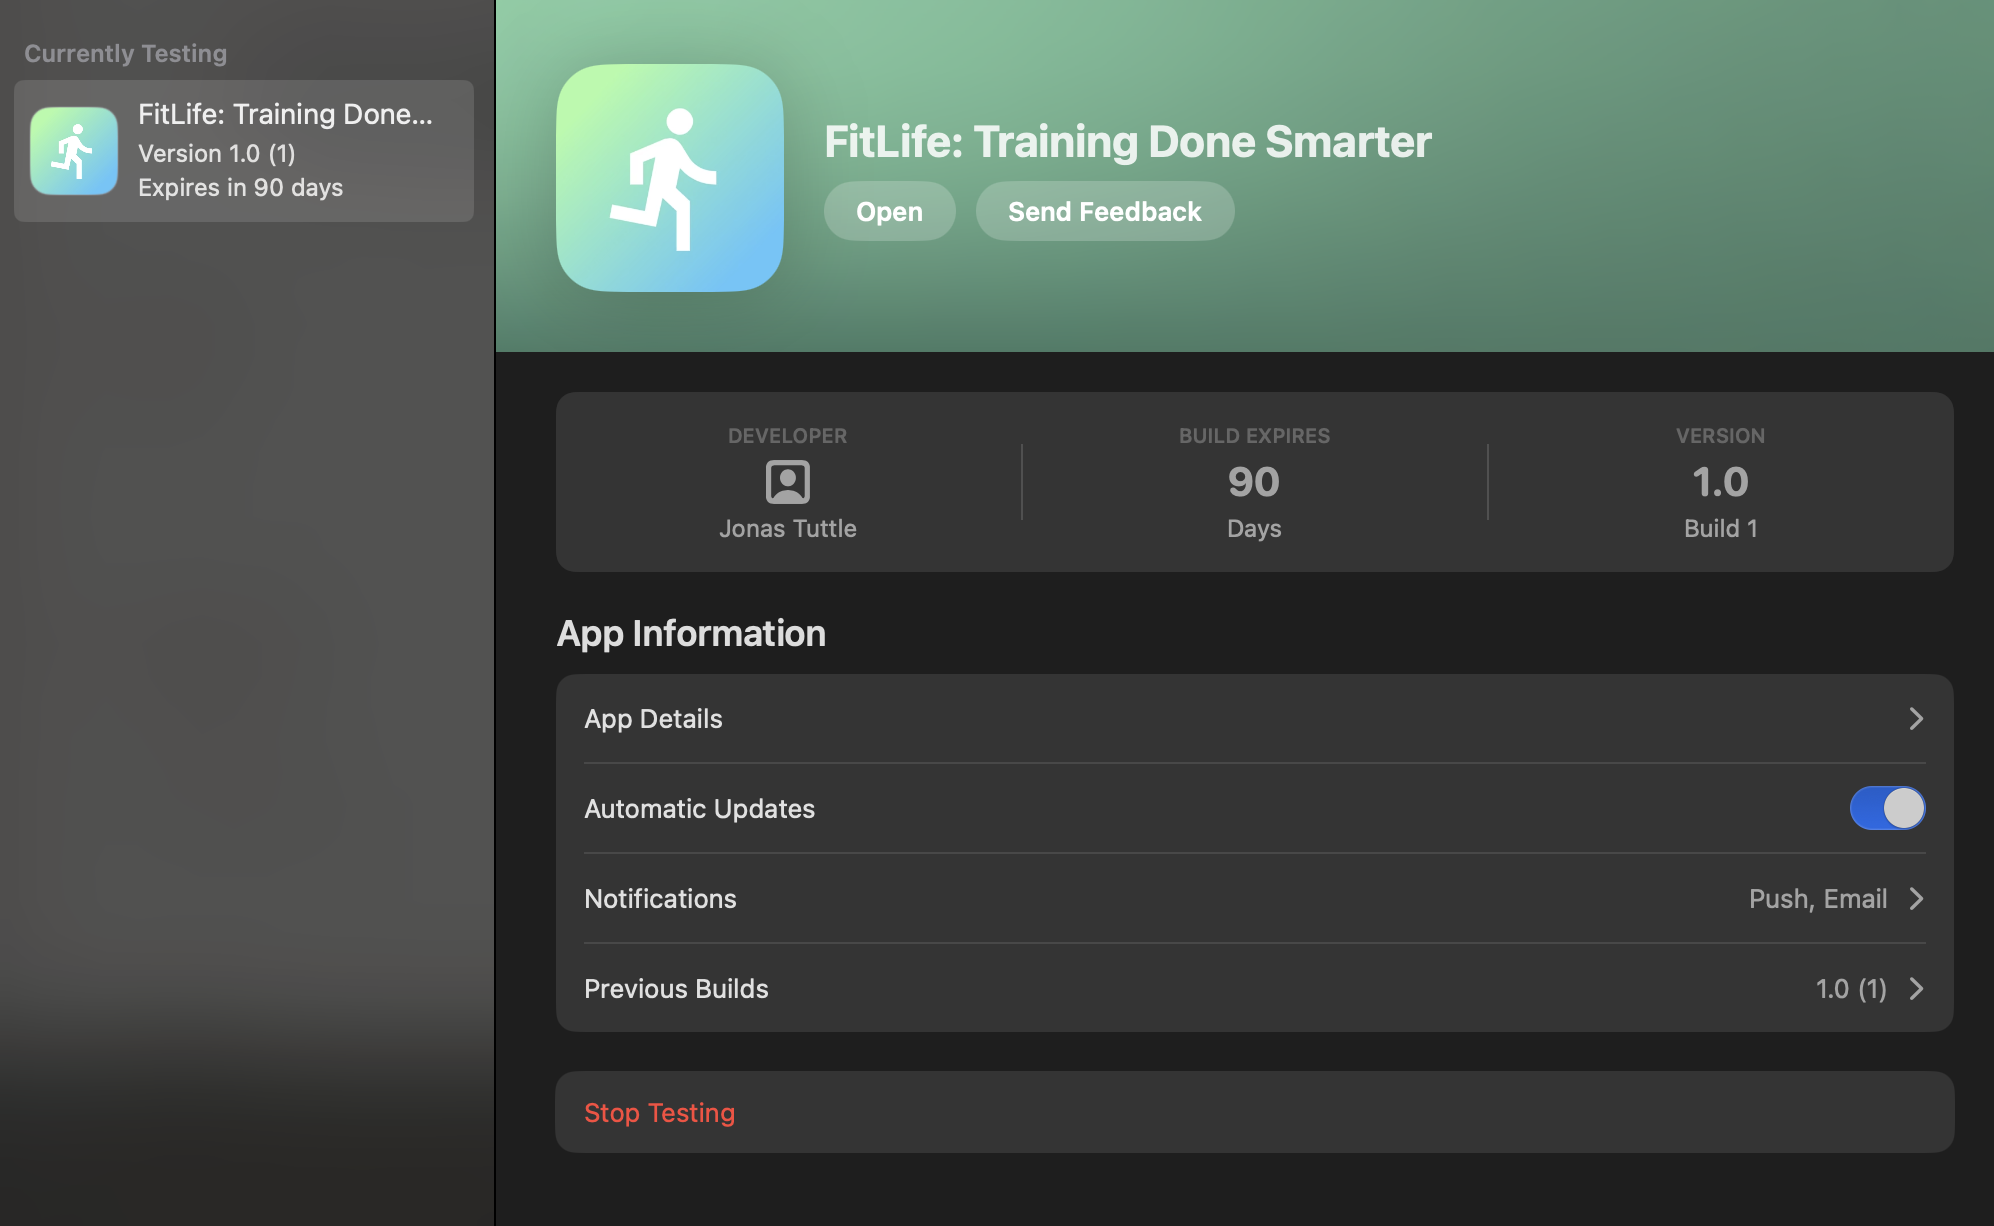 Currently Testing
FitLife: Training Done...
Version 1.0 (1)
Expires in 90 days
FitLife: Training Done Smarter
Open
Send Feedback
DEVELOPER
Jonas Tuttle
BUILD EXPIRES
90
Days
VERSION
1.0
Build 1
App Information
App Details
Automatic Updates
Notifications
Push, Email
Previous Builds
1.0 (1)
Stop Testing